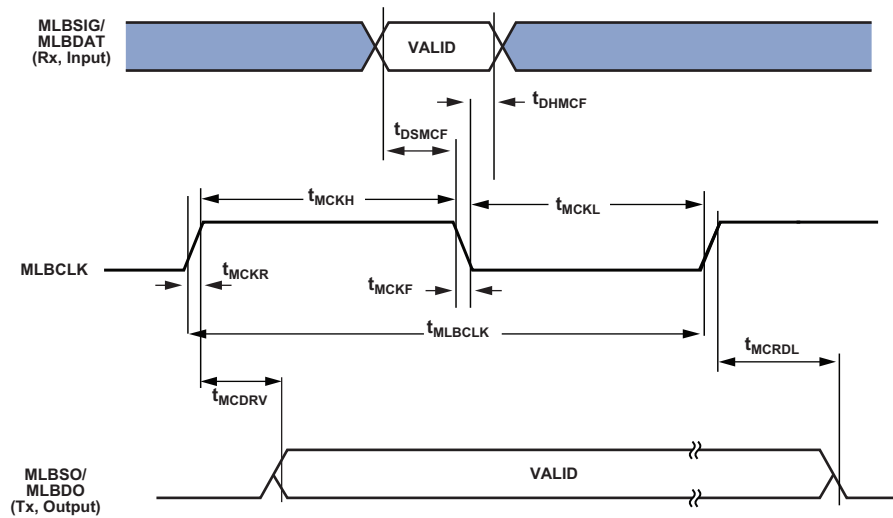 MLBSIG/
MLBDAT
(Rx, Input)
VALID
tDHMCF
tDSMCF
tMCKH
tMCKL
MLBCLK
tMCKR
tMCKF
tMLBCLK
tMCRDL
tMCDRV
MLBSO/
MLBDO
(Tx, Output)
VALID